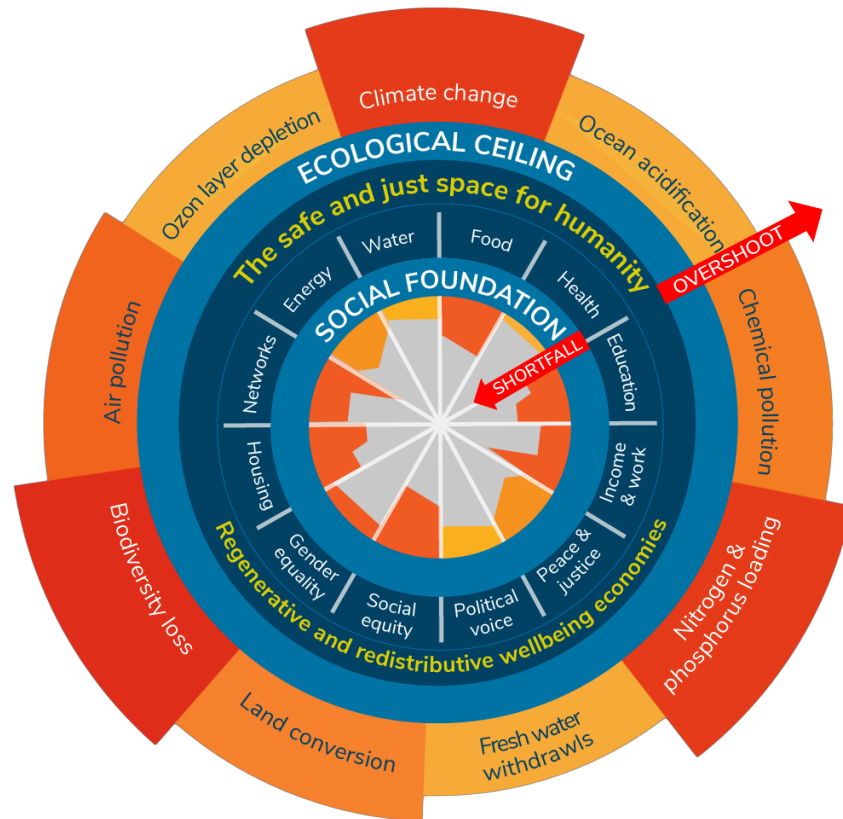 Climate change
Ocean acidification
OVERSHOOT
Chemical pollution
Nitrogen &
phosphorus loading
Fresh water
withdrawls
Land conversion
Biodiversity loss
Air pollution
Ozon layer depletion
ECOLOGICAL CEILING
The safe and just space for humanity
Water
Food
Health
Education
Income
& work
Peace &
justice
Political
voice
Social
equity
Gender
equality
Honsing
Networks
Energy
SOCIAL FOUNDATION
SHORTFALL
Regenerative and redistributive wellbeing economies